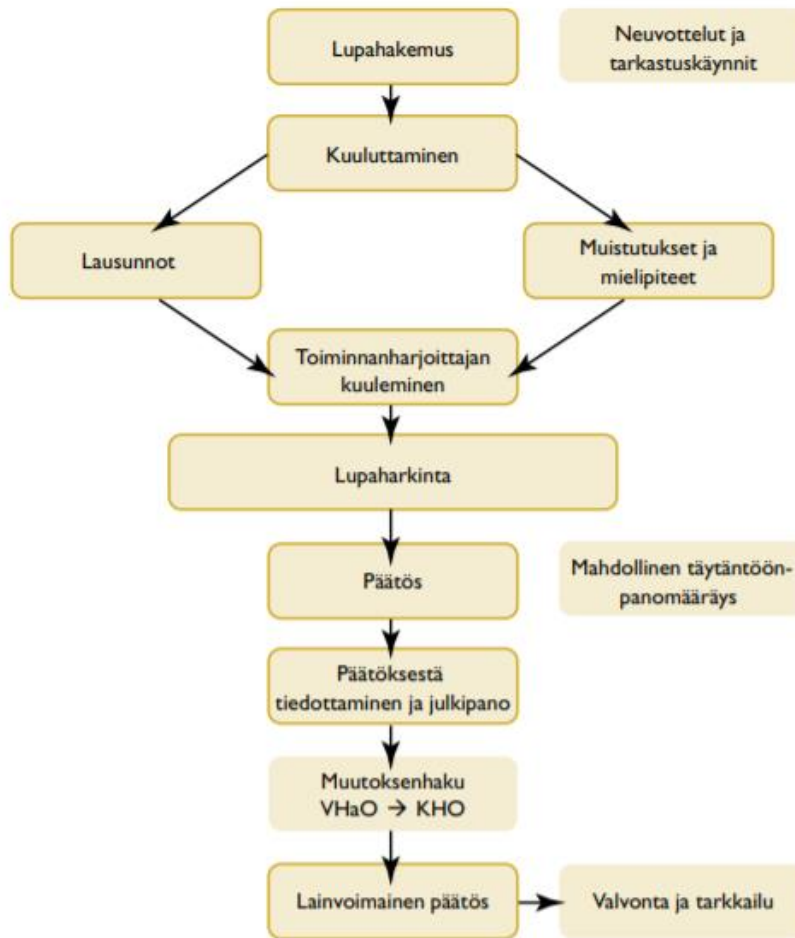 Lupahakemus
Neuvottelut ja
tarkastuskäynnit
Kuuluttaminen
Lausunnot
Muistutukset ja
mielipiteet
Toiminnanharjoittajan
kuuleminen
Lupaharkinta
Päätös
Mahdollinen täytäntöön-
panomääräys
Päätöksestä
tiedottaminen ja julkipano
Muutoksenhaku
VHaO → KHO
Lainvoimainen päätös
Valvonta ja tarkkailu